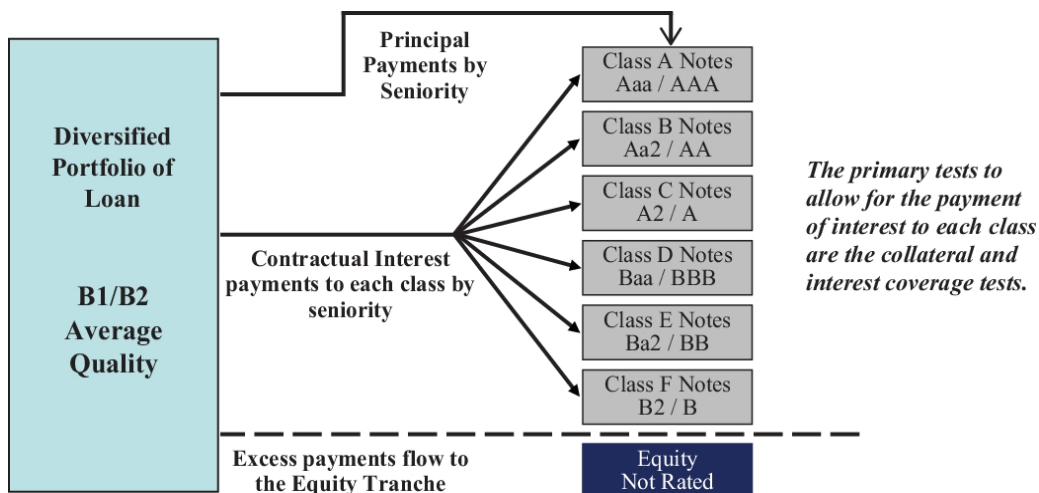 Diversified
Portfolio of
Loan
B1/B2
Average
Quality
Principal
Payments by
Seniority
Contractual Interest
payments to each class by
seniority
Class A Notes
Aaa / AAA
Class B Notes
Aa2 / AA
Class C Notes
A2 / A
Class D Notes
Baa / BBB
Class E Notes
Ba2 / BB
Class F Notes
B2 / B
The primary tests to
allow for the payment
of interest to each class
are the collateral and
interest coverage tests.
Excess payments flow to
the Equity Tranche
Equity
Not Rated